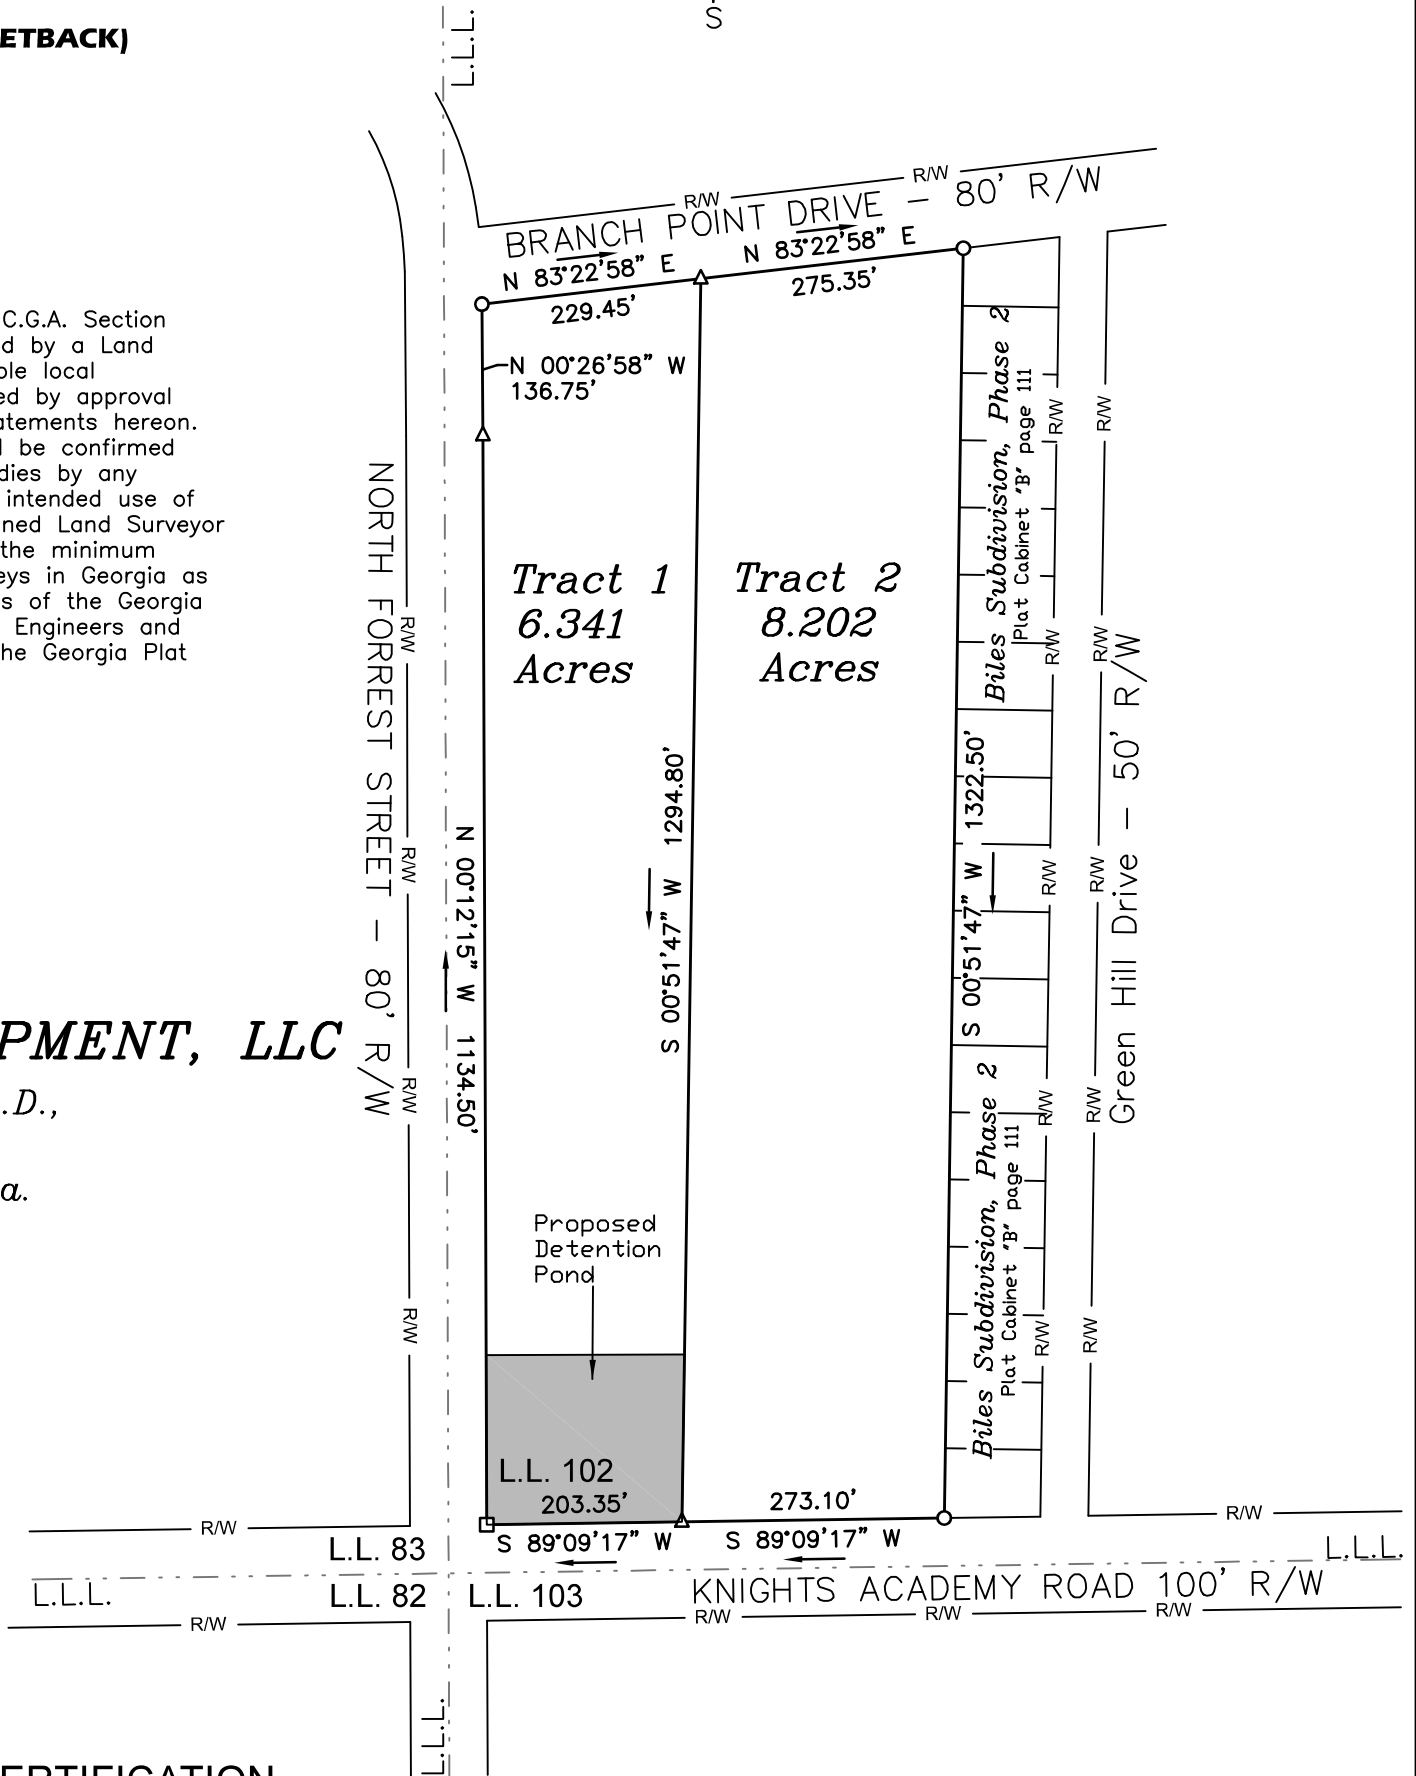 L.L.L.
S
ETBACK)
R/W
R/W
BRANCH POINT DRIVE - 80' R/W
N 83°22'58" E
229.45'
N 83°22'58" E
275.35'
N 00°26'58" W
136.75'
C.G.A. Section
d by a Land
ole local
ed by approval
atements hereon.
l be confirmed
dies by any
intended use of
ned Land Surveyor
the minimum
eys in Georgia as
s of the Georgia
Engineers and
he Georgia Plat
PMENT, LLC
.D.,
a.
NORTH FORREST STREET - 80' R/W
R/W
R/W
R/W
R/W
N 00°12'15" W 1134.50'
Tract 1
6.341
Acres
Tract 2
8.202
Acres
S 00°51'47" W 1294.80'
S 00°51'47" W 1322.50'
Biles Subdivision, Phase 2
Plat Cabinet "B" page 111
Biles Subdivision, Phase 2
Plat Cabinet "B" page 111
R/W
R/W
R/W
R/W
R/W
R/W
R/W
R/W
R/W
R/W
Green Hill Drive - 50' R/W
Proposed
Detention
Pond
L.L. 102
203.35'
S 89°09'17" W
273.10'
S 89°09'17" W
R/W
R/W
L.L. 83
L.L.L.
L.L.L.
L.L. 82
L.L. 103
KNIGHTS ACADEMY ROAD 100' R/W
R/W
R/W
R/W
R/W
L.L.L.
ERTIFICATION